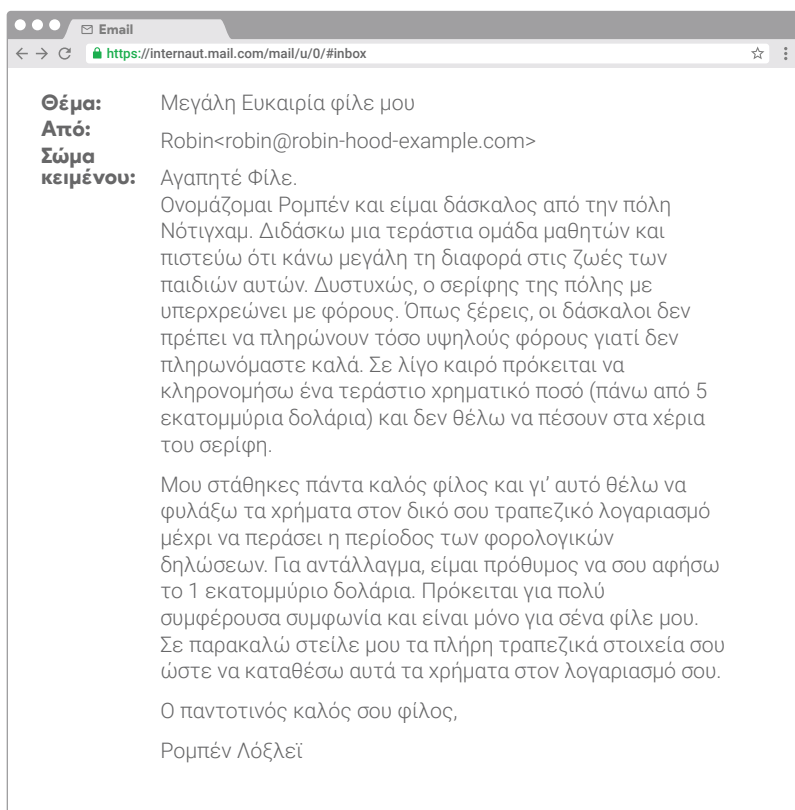 Email
https://internaut.mail.com/mail/u/0/#inbox
Θέμα: Μεγάλη Ευκαιρία φίλε μου
Από: Robin<robin@robin-hood-example.com>
Σώμα
κειμένου: Αγαπητέ Φίλε.
Ονομάζομαι Ρομπέν και είμαι δάσκαλος από την πόλη
Νότιγχαμ. Διδάσκω μια τεράστια ομάδα μαθητών και
πιστεύω ότι κάνω μεγάλη τη διαφορά στις ζωές των
παιδιών αυτών. Δυστυχώς, ο σερίφης της πόλης με
υπερχρεώνει με φόρους. Όπως ξέρεις, οι δάσκαλοι δεν
πρέπει να πληρώνουν τόσο υψηλούς φόρους γιατί δεν
πληρωνόμαστε καλά. Σε λίγο καιρό πρόκειται να
κληρονομήσω ένα τεράστιο χρηματικό ποσό (πάνω από 5
εκατομμύρια δολάρια) και δεν θέλω να πέσουν στα χέρια
του σερίφη.
Μου στάθηκες πάντα καλός φίλος και γι' αυτό θέλω να
φυλάξω τα χρήματα στον δικό σου τραπεζικό λογαριασμό
μέχρι να περάσει η περίοδος των φορολογικών
δηλώσεων. Για αντάλλαγμα, είμαι πρόθυμος να σου αφήσω
το 1 εκατομμύριο δολάρια. Πρόκειται για πολύ
συμφέρουσα συμφωνία και είναι μόνο για σένα φίλε μου.
Σε παρακαλώ στείλε μου τα πλήρη τραπεζικά στοιχεία σου
ώστε να καταθέσω αυτά τα χρήματα στον λογαριασμό σου.
Ο παντοτινός καλός σου φίλος,
Ρομπέν Λόξλεϊ